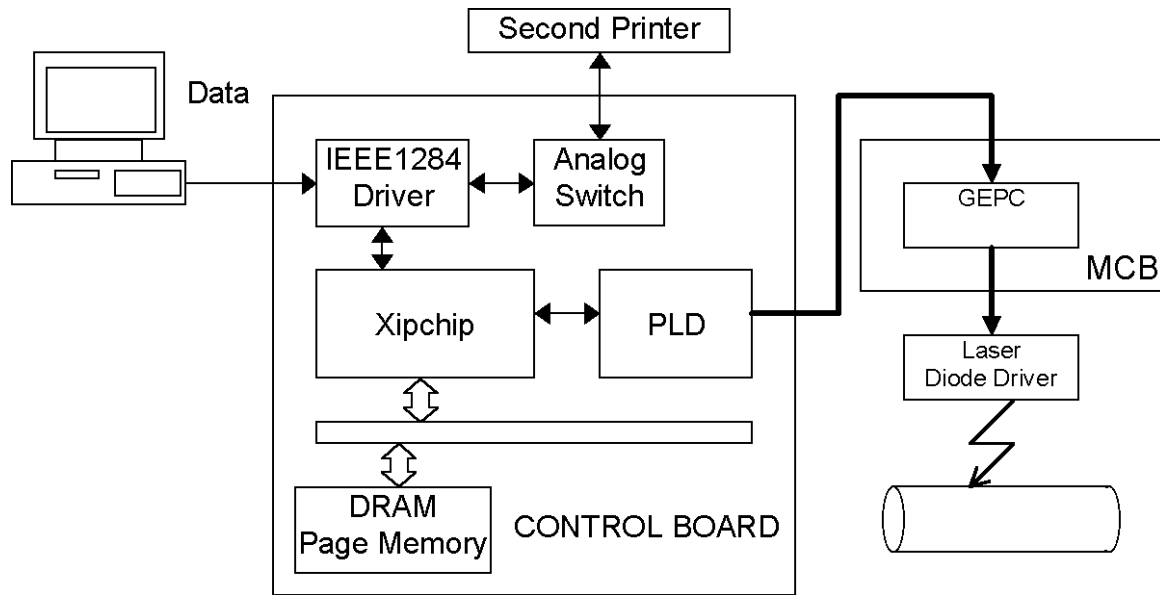 Second Printer
Data
IEEE1284
Driver
Analog
Switch
GEPC
MCB
Xipchip
PLD
Laser
Diode Driver
DRAM
Page Memory
CONTROL BOARD